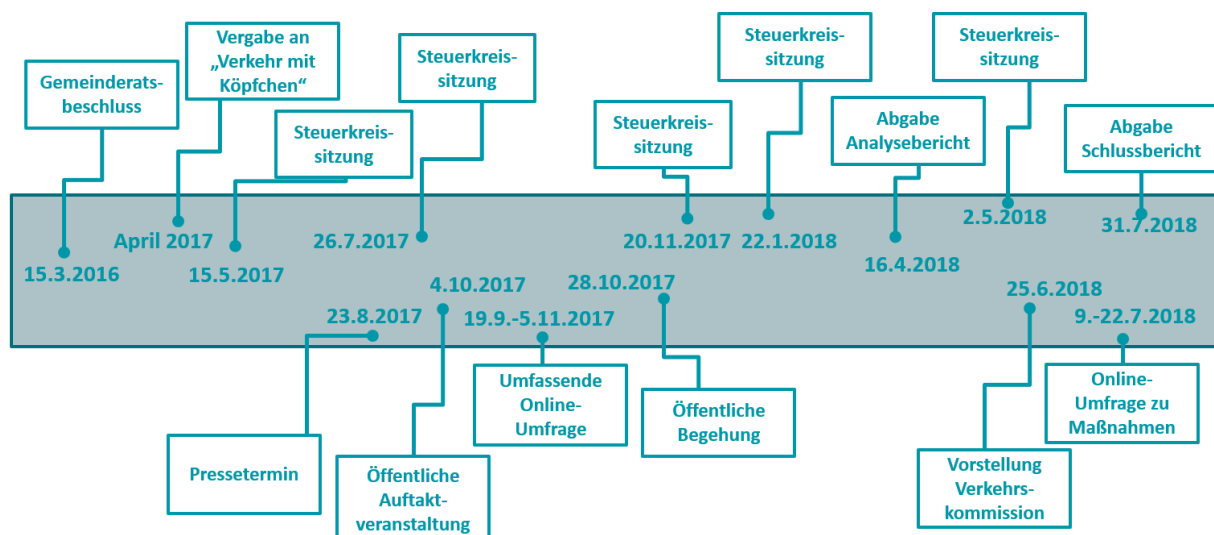 Gemeinderats-
beschluss
Vergabe an
„Verkehr mit
Köpfchen“
Steuerkreis-
sitzung
Steuerkreis-
sitzung
Steuerkreis-
sitzung
Steuerkreis-
sitzung
Abgabe
Analysebericht
Steuerkreis-
sitzung
Abgabe
Schlussbericht
15.3.2016
April 2017
15.5.2017
26.7.2017
20.11.2017
22.1.2018
16.4.2018
2.5.2018
31.7.2018
23.8.2017
4.10.2017
19.9.-5.11.2017
28.10.2017
25.6.2018
9.-22.7.2018
Pressetermin
Öffentliche
Auftakt-
veranstaltung
Umfassende
Online-
Umfrage
Öffentliche
Begehung
Vorstellung
Verkehrs-
kommission
Online-
Umfrage zu
Maßnahmen